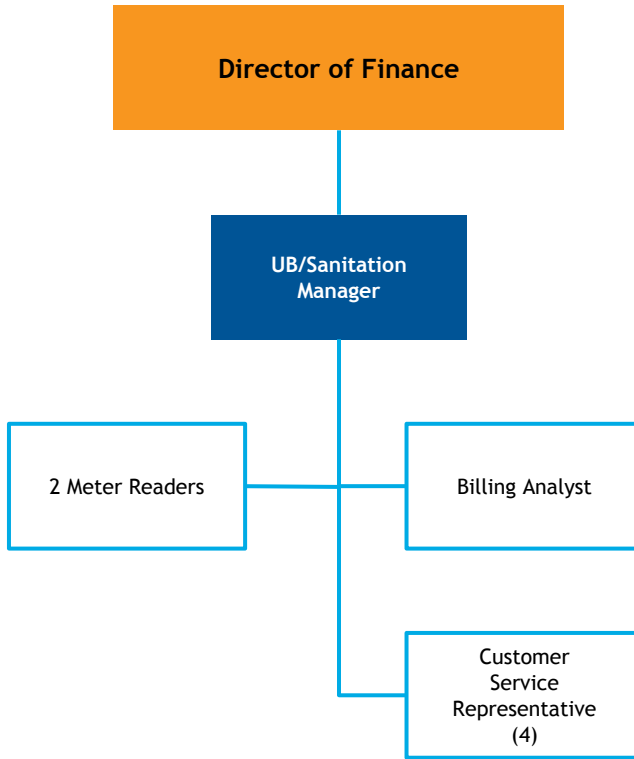 Director of Finance
UB/Sanitation
Manager
2 Meter Readers
Billing Analyst
Customer
Service
Representative
(4)